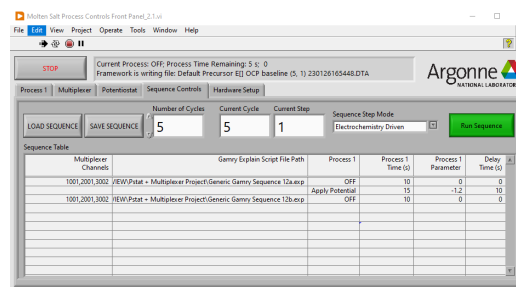 Molten Salt Process Controls Front Panel_2.1.vi
File Edit View Project Operate Tools Window Help
STOP
Current Process: OFF; Process Time Remaining: 5 s; 0
Framework is writing file: Default Precursor E[] OCP baseline (5, 1) 230126165448.DTA
Argonne
NATIONAL LABORATOR
Process 1 Multiplexer Potentiostat Sequence Controls Hardware Setup
LOAD SEQUENCE SAVE SEQUENCE
Number of Cycles Current Cycle Current Step
5 5 1
Sequence Step Mode
Electrochemistry Driven
Run Sequence
Sequence Table
Multiplexer Channels Gamry Explain Script File Path Process 1 Process 1 Time (s) Process 1 Parameter Delay Time (s)
1001,2001,3002 /IEW\Pstat + Multiplexer Project\Generic Gamry Sequence 12a.exp OFF 10 0 0
Apply Potential 15 -1.2 10
1001,2001,3002 /IEW\Pstat + Multiplexer Project\Generic Gamry Sequence 12b.exp OFF 10 0 0